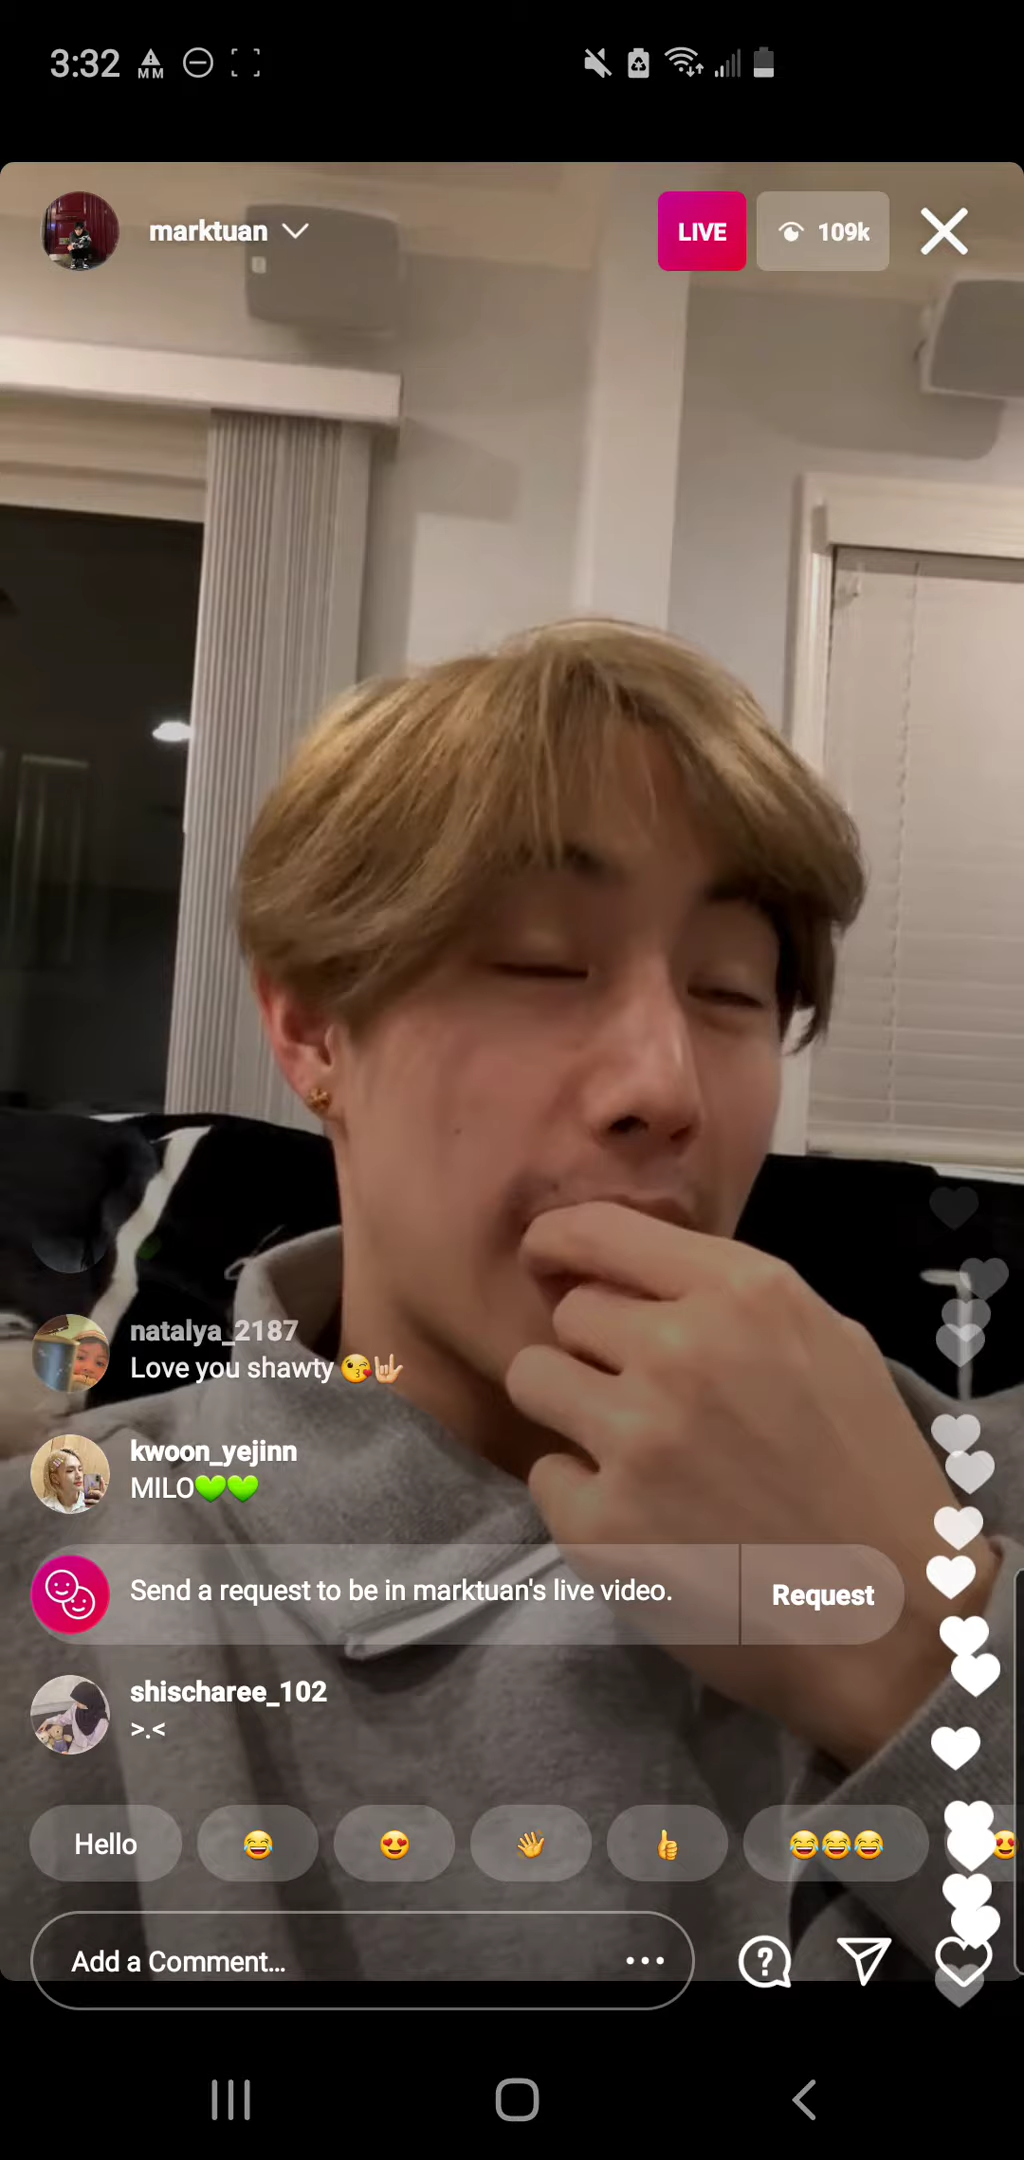 3:32
MM
marktuan
LIVE
109k
natalya_2187
Love you shawty 😘🤟🏻
kwoon_yejinn
MILO💚💚
Send a request to be in marktuan's live video.
Request
shischaree_102
>.<
Hello
😂
😍
👋
👍
😂😂😂
😍
Add a Comment...